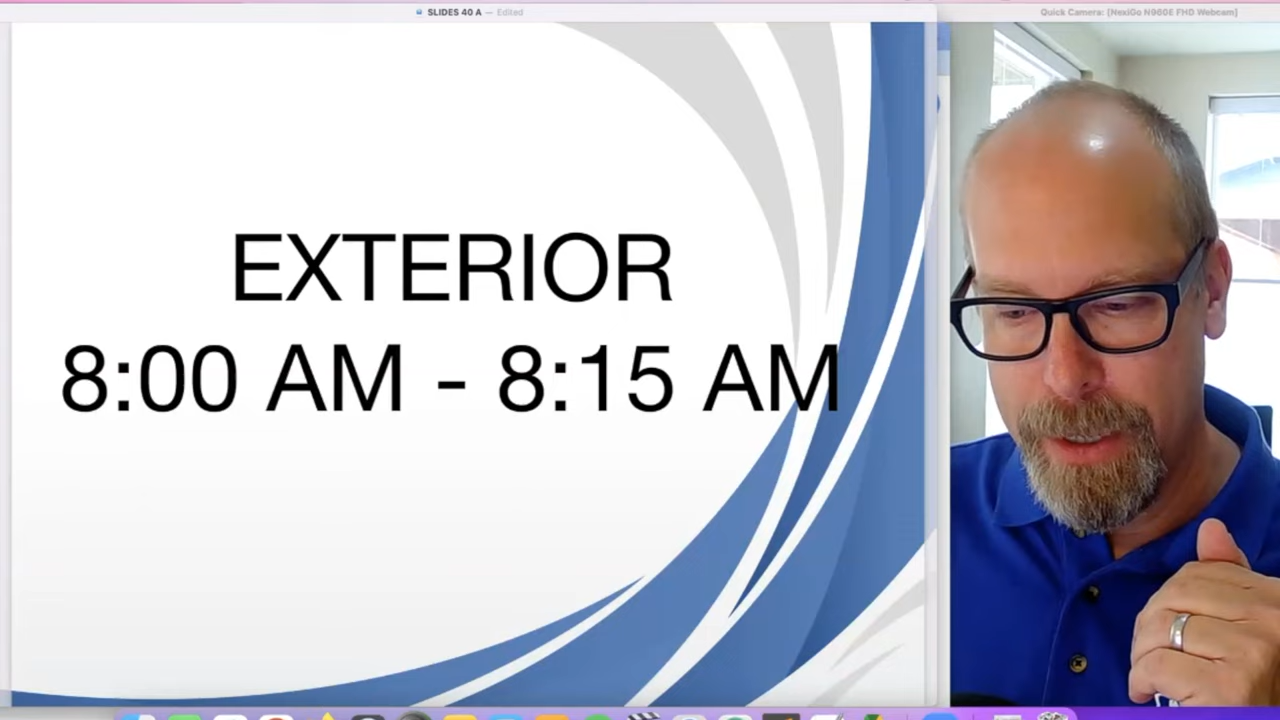 SLIDES 40 A — Edited
Quick Camera: [NexiGo N960E FHD Webcam]
EXTERIOR
8:00 AM - 8:15 AM